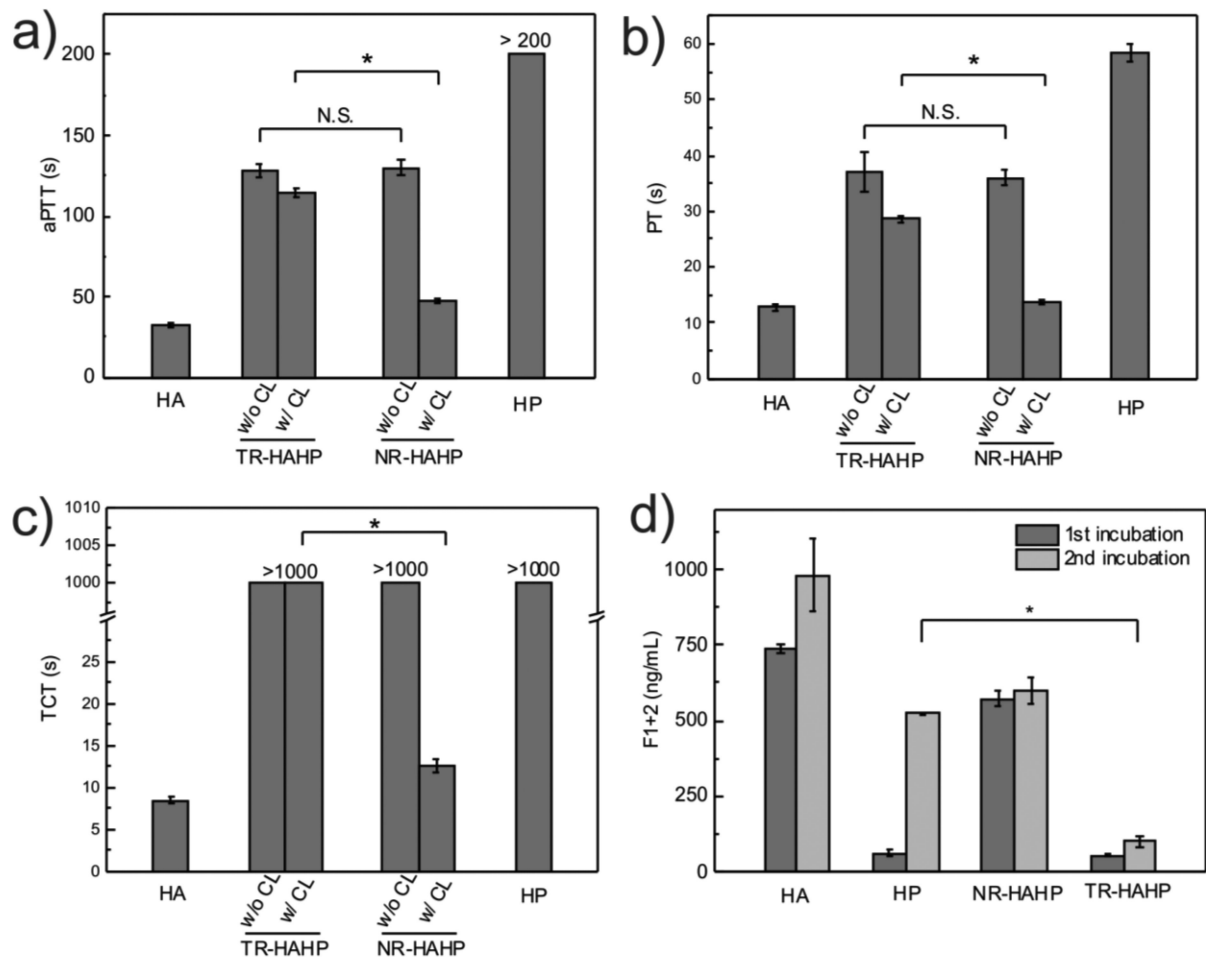 a)
> 200
200
*
N.S.
150
100
50
0
aPTT (s)
HA
w/o CL
w/ CL
w/o CL
w/ CL
HP
TR-HAHP
NR-HAHP
b)
60
*
50
N.S.
40
30
20
10
0
PT (s)
HA
w/o CL
w/ CL
w/o CL
w/ CL
HP
TR-HAHP
NR-HAHP
c)
1010
*
1005
>1000
>1000
>1000
1000
25
20
15
10
5
0
TCT (s)
HA
w/o CL
w/ CL
w/o CL
w/ CL
HP
TR-HAHP
NR-HAHP
d)
1st incubation
2nd incubation
1000
*
750
500
250
0
F1+2 (ng/mL)
HA
HP
NR-HAHP
TR-HAHP